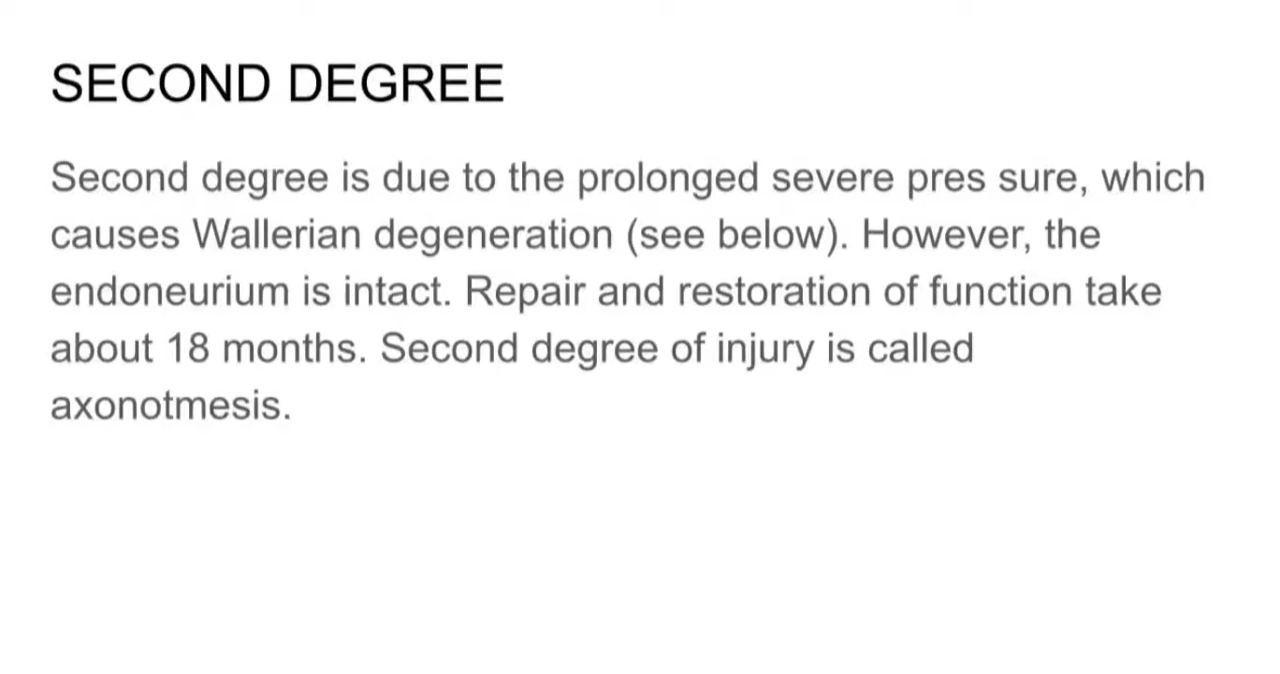 SECOND DEGREE
Second degree is due to the prolonged severe pres sure, which
causes Wallerian degeneration (see below). However, the
endoneurium is intact. Repair and restoration of function take
about 18 months. Second degree of injury is called
axonotmesis.